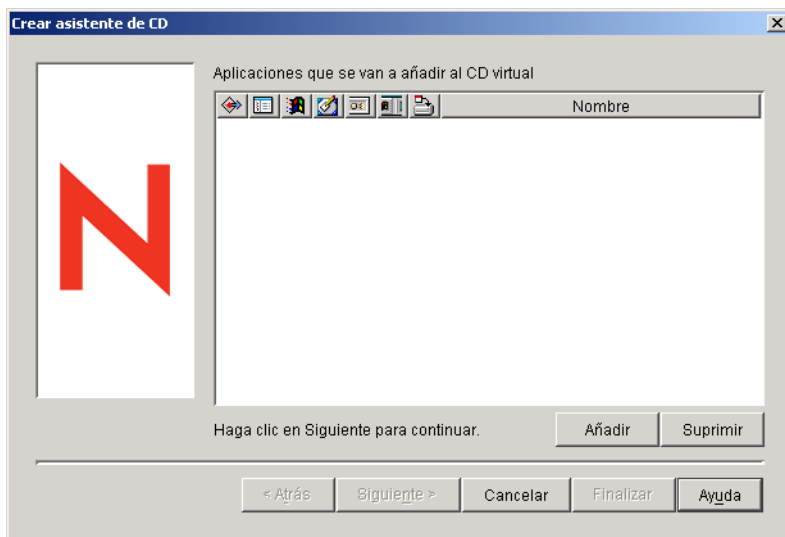 Crear asistente de CD
Aplicaciones que se van a añadir al CD virtual
Nombre
Haga clic en Siguiente para continuar.
Añadir
Suprimir
< Atrás
Siguiente >
Cancelar
Finalizar
Ayuda